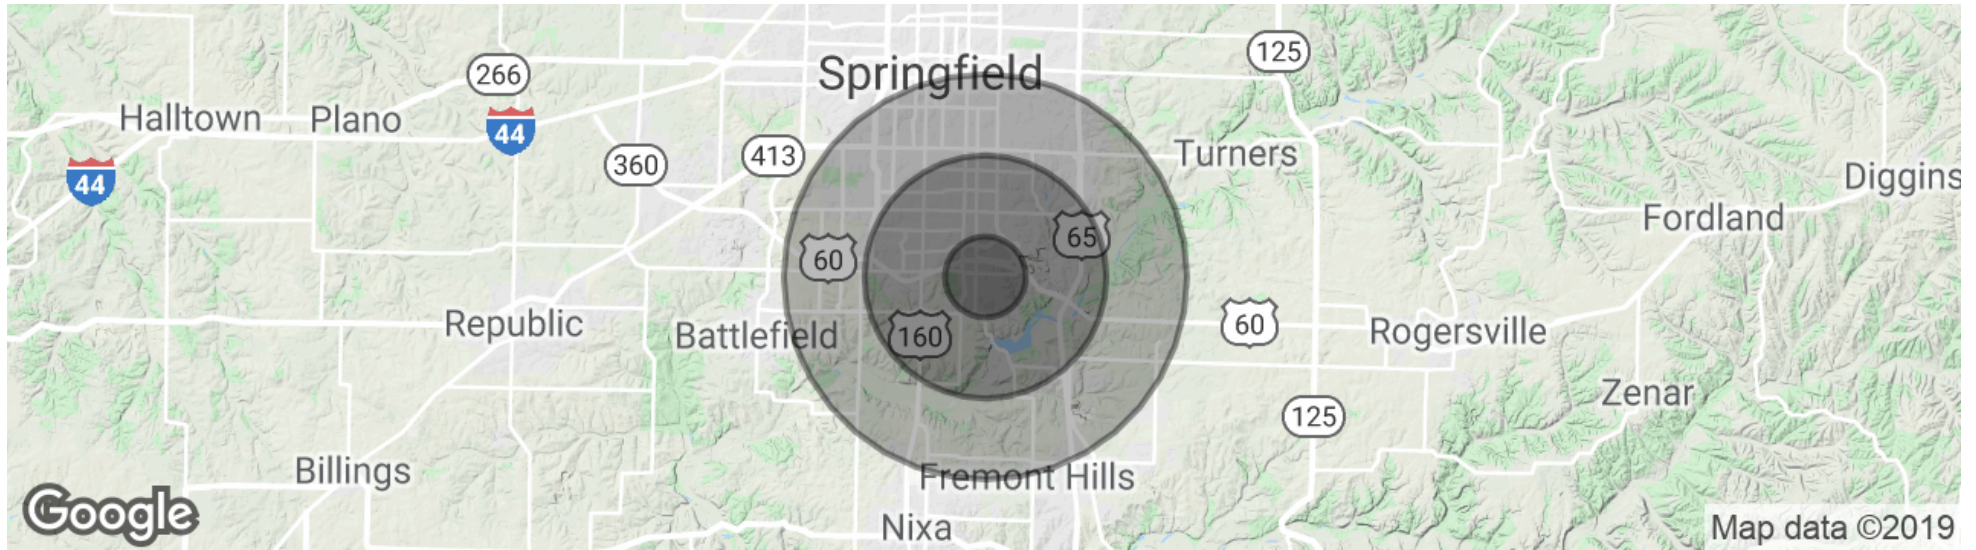 125
Springfield
266
Halltown
Plano
44
413
Turners
360
44
Diggins
Fordland
65
60
Republic
Battlefield
160
60
Rogersville
Zenar
125
Billings
Fremont Hills
Google
Nixa
Map data ©2019